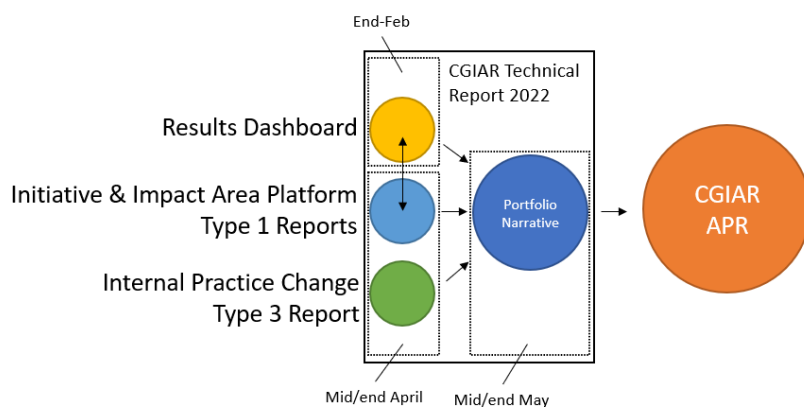 End-Feb
CGIAR Technical
Report 2022
Results Dashboard
Initiative & Impact Area Platform
Type 1 Reports
Portfolio
Narrative
CGIAR
APR
Internal Practice Change
Type 3 Report
Mid/end April
Mid/end May